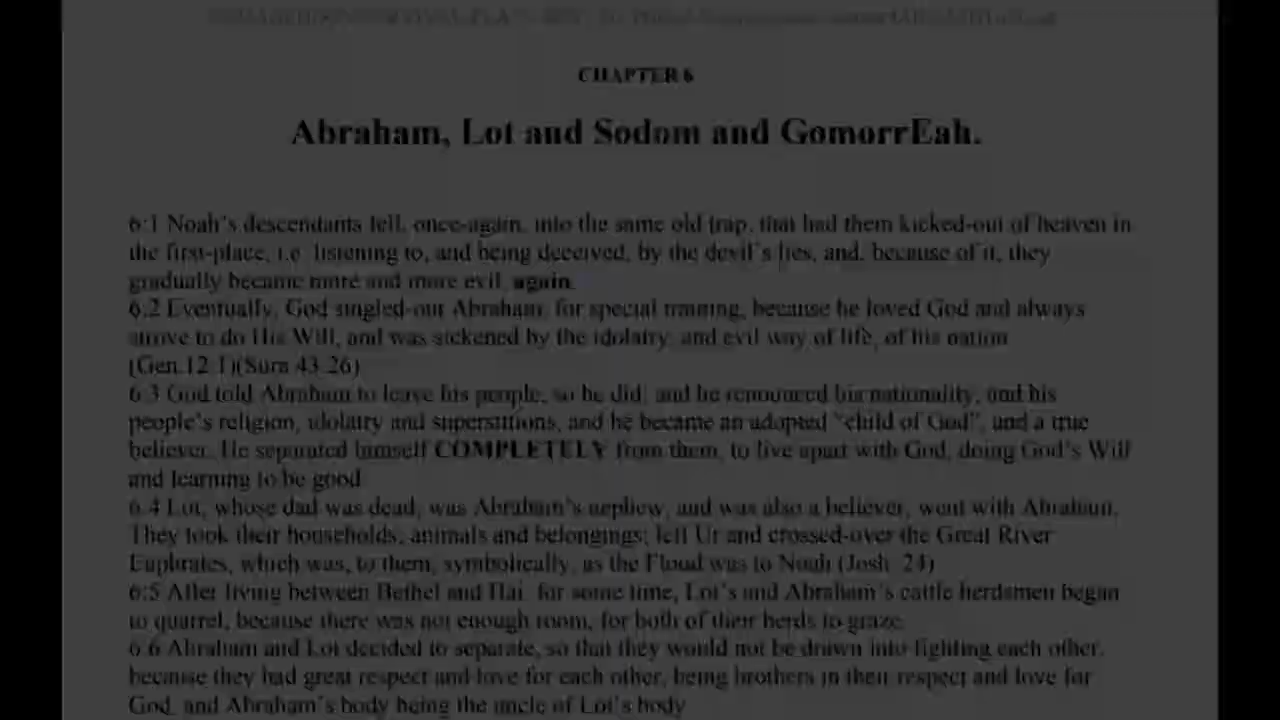 CHAPTER 6
Abraham, Lot and Sodom and GomorrEah.
6:1 Noah's descendants fell, once-again, into the same old trap, that had them kicked-out of heaven in
the first-place, i.e. listening to, and being deceived, by the devil's lies, and, because of it, they
gradually became more and more evil, again.
6:2 Eventually, God singled-out Abraham, for special training, because he loved God and always
strove to do His Will, and was sickened by the idolatry, and evil way of life, of his nation
(Gen.12:1)(Sura 43:26)
6:3 God told Abraham to leave his people, so he did; and he renounced his nationality, and his
people's religion, idolatry and superstitions, and he became an adopted "child of God", and a true
believer. He separated himself COMPLETELY from them, to live apart with God, doing God's Will
and learning to be good.
6:4 Lot, whose dad was dead, was Abraham's nephew, and was also a believer, went with Abraham.
They took their households, animals and belongings; left Ur and crossed-over the Great River
Euphrates, which was, to them, symbolically, as the Flood was to Noah (Josh. 24)
6:5 After living between Bethel and Hai, for some time, Lot's and Abraham's cattle herdsmen began
to quarrel, because there was not enough room, for both of their herds to graze.
6:6 Abraham and Lot decided to separate, so that they would not be drawn into fighting each other,
because they had great respect and love for each other, being brothers in their respect and love for
God, and Abraham's body being the uncle of Lot's body